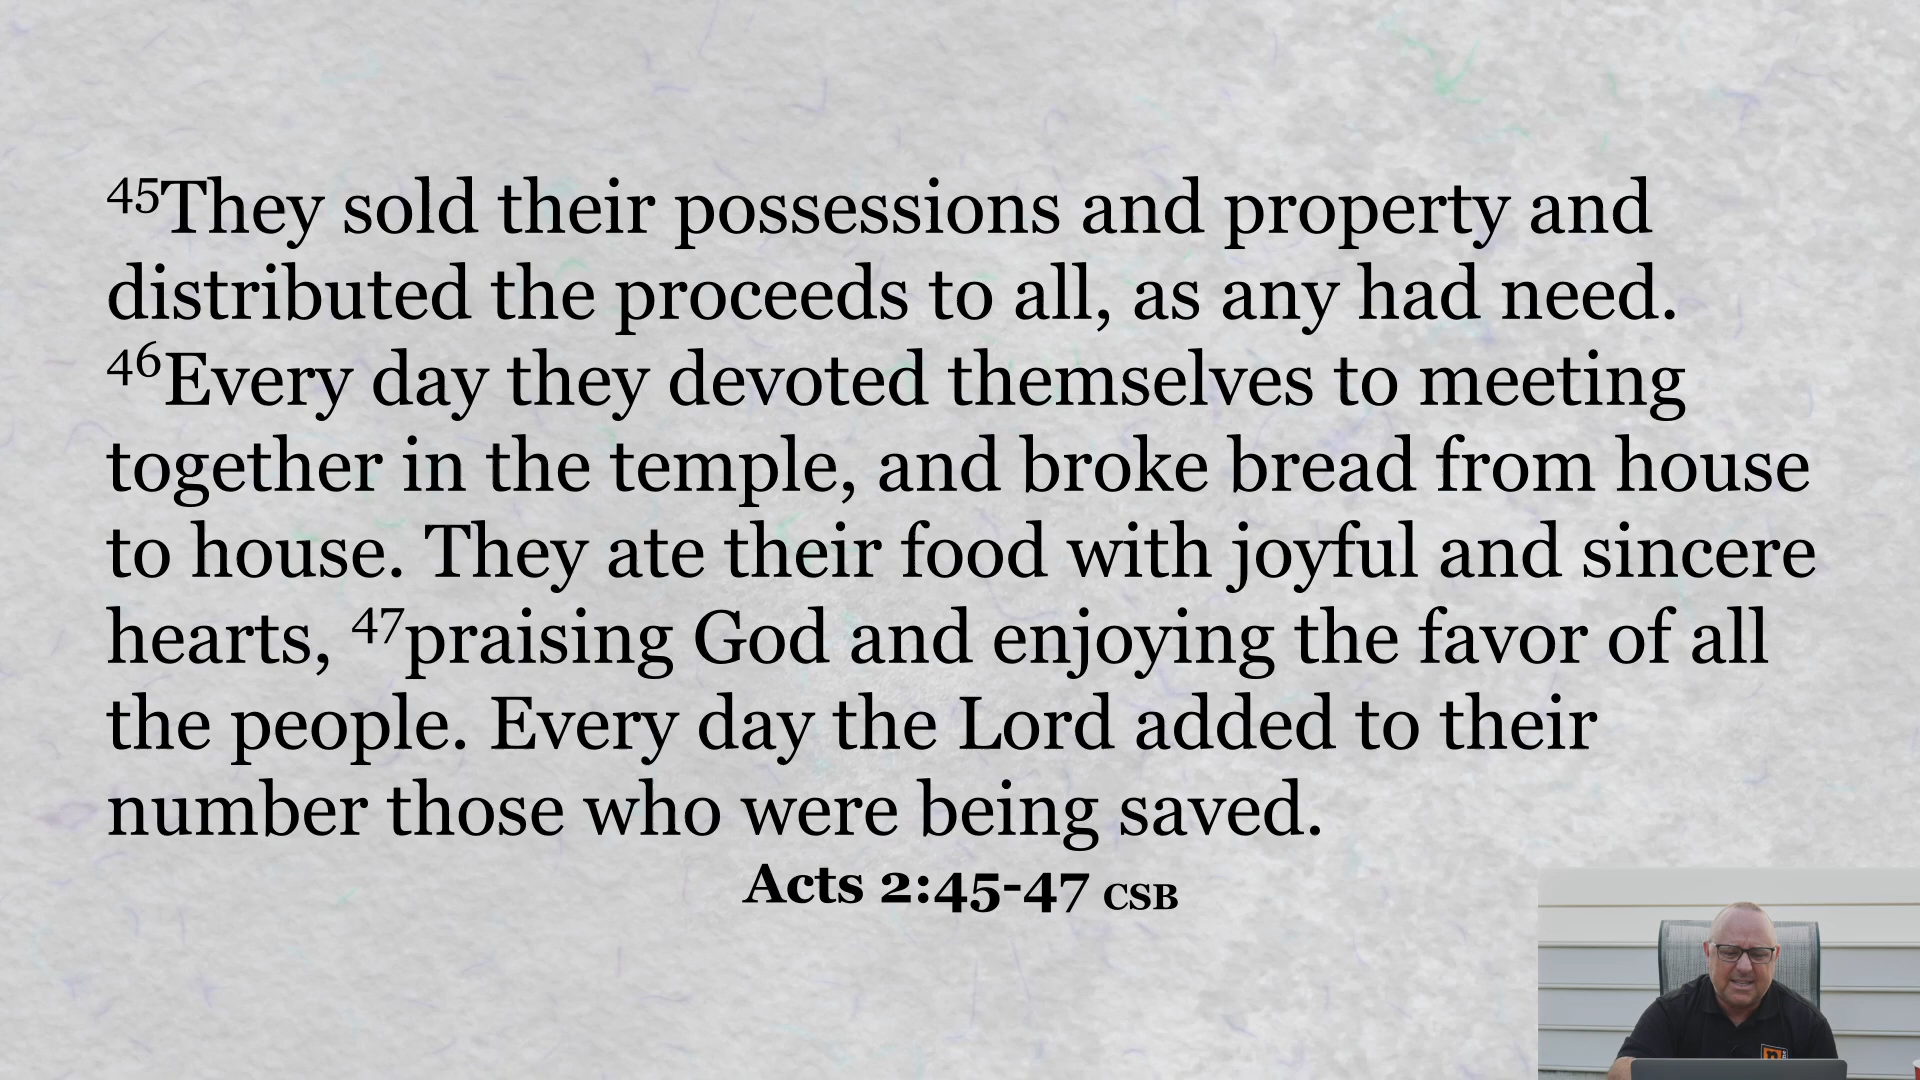 45They sold their possessions and property and
distributed the proceeds to all, as any had need.
46Every day they devoted themselves to meeting
together in the temple, and broke bread from house
to house. They ate their food with joyful and sincere
hearts, 47praising God and enjoying the favor of all
the people. Every day the Lord added to their
number those who were being saved.
Acts 2:45-47 CSB